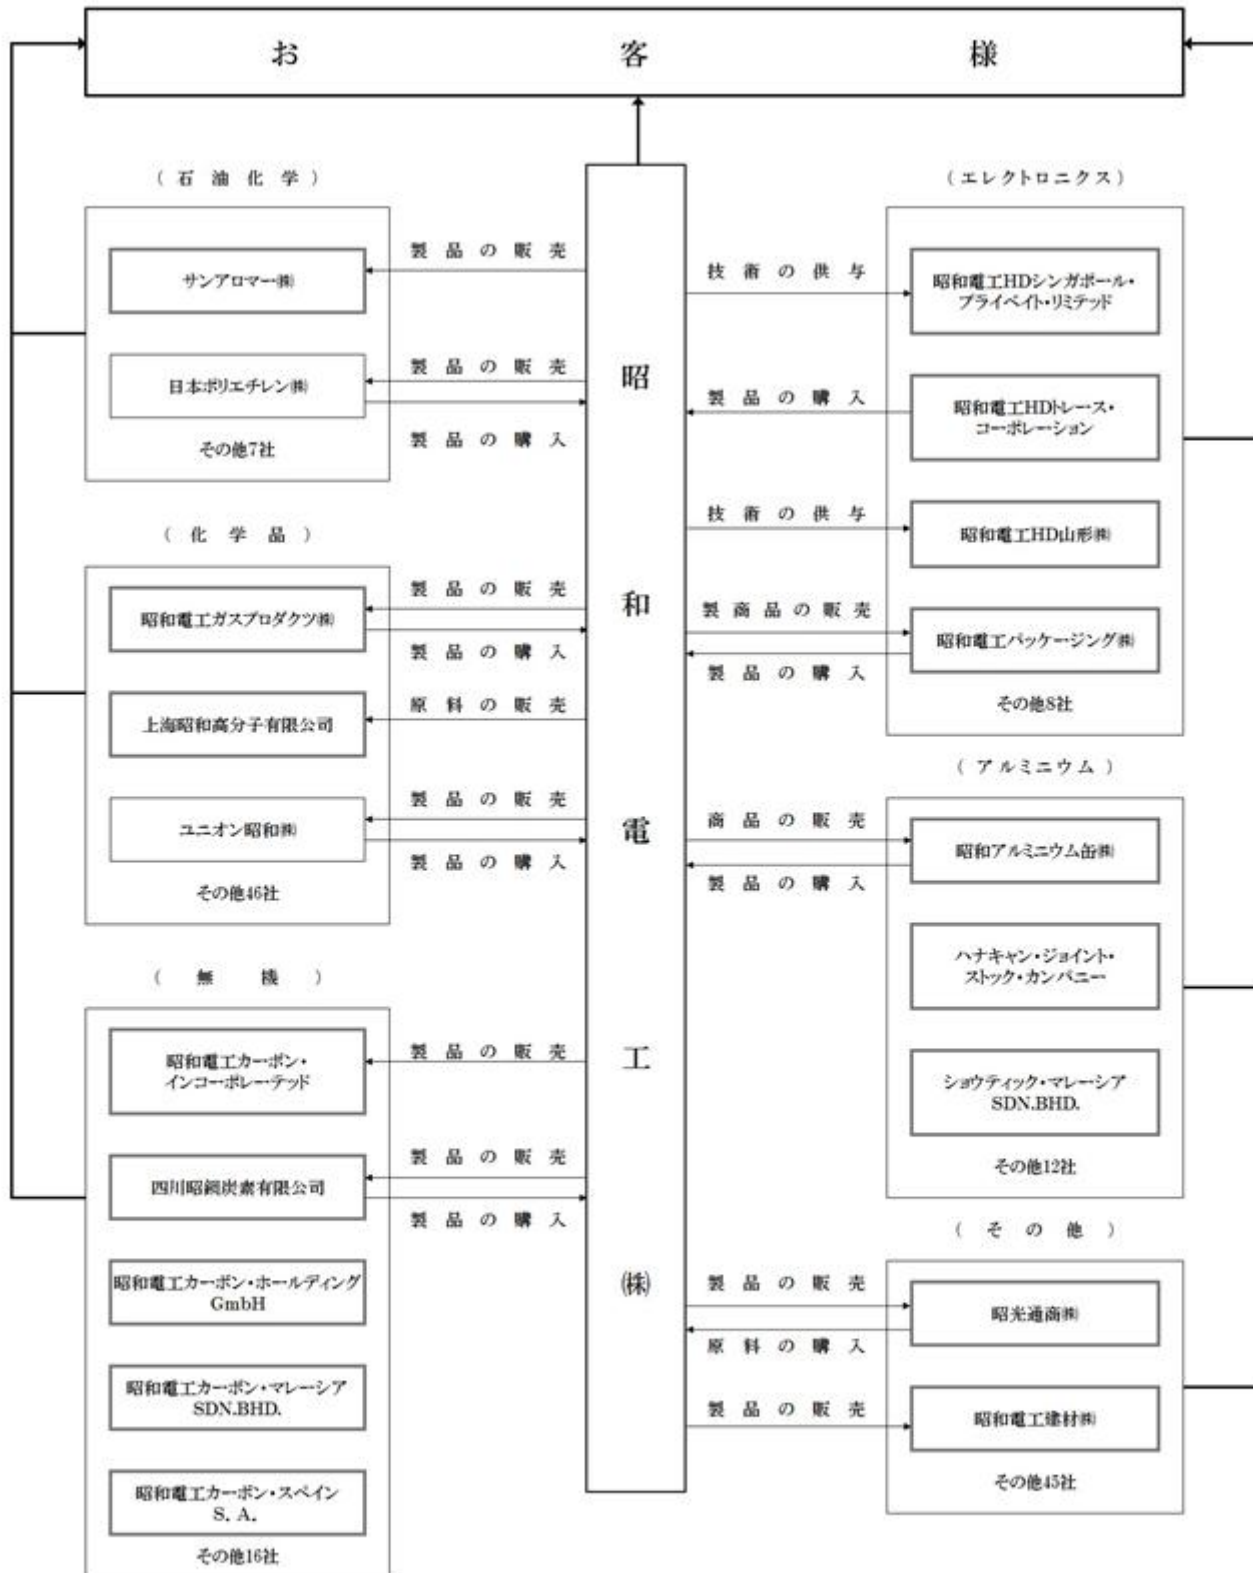 お客様
(石油化学)
サンアロマー㈱
日本ポリエチレン㈱
その他7社
製品の販売
製品の販売
製品の購入
(化学品)
昭和電工ガスプロダクツ㈱
上海昭和高分子有限公司
ユニオン昭和㈱
その他46社
製品の販売
製品の購入
原料の販売
製品の販売
製品の購入
(無機)
昭和電工カーボン・
インコーポレーテッド
四川昭鋼炭素有限公司
昭和電工カーボン・ホールディング
GmbH
昭和電工カーボン・マレーシア
SDN.BHD.
昭和電工カーボン・スペイン
S. A.
その他16社
製品の販売
製品の販売
製品の購入
昭和電工㈱
(エレクトロニクス)
技術の供与
製品の購入
技術の供与
製商品の販売
製品の購入
昭和電工HDシンガポール・
プライベイト・リミテッド
昭和電工HDトレース・
コーポレーション
昭和電工HD山形㈱
昭和電工パッケージング㈱
その他8社
(アルミニウム)
商品の販売
製品の購入
昭和アルミニウム缶㈱
ハナキャン・ジョイント・
ストック・カンパニー
ショウティック・マレーシア
SDN.BHD.
その他12社
(その他)
製品の販売
原料の購入
製品の販売
昭光通商㈱
昭和電工建材㈱
その他45社